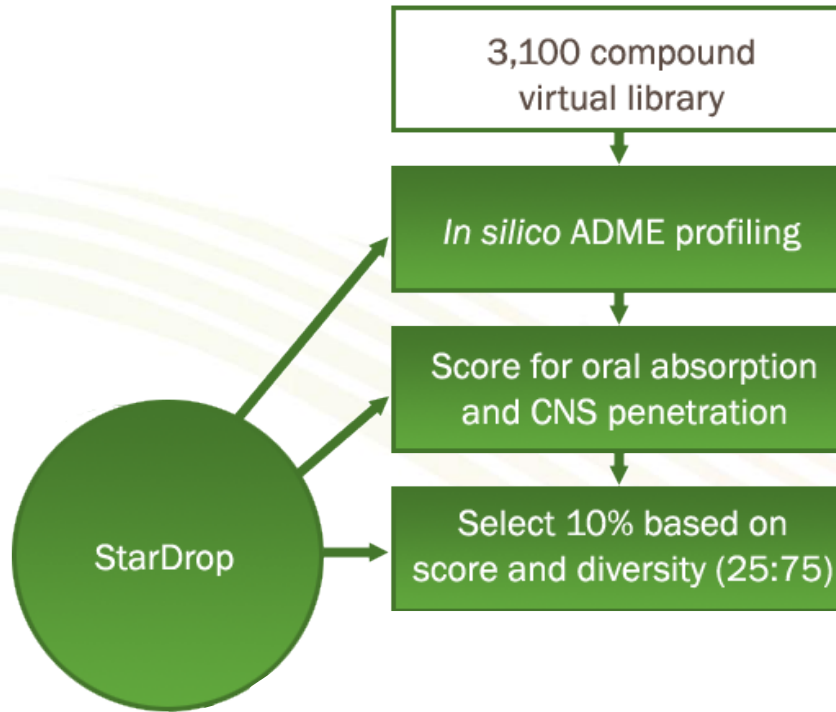 3,100 compound
virtual library
In silico ADME profiling
Score for oral absorption
and CNS penetration
Select 10% based on
score and diversity (25:75)
StarDrop